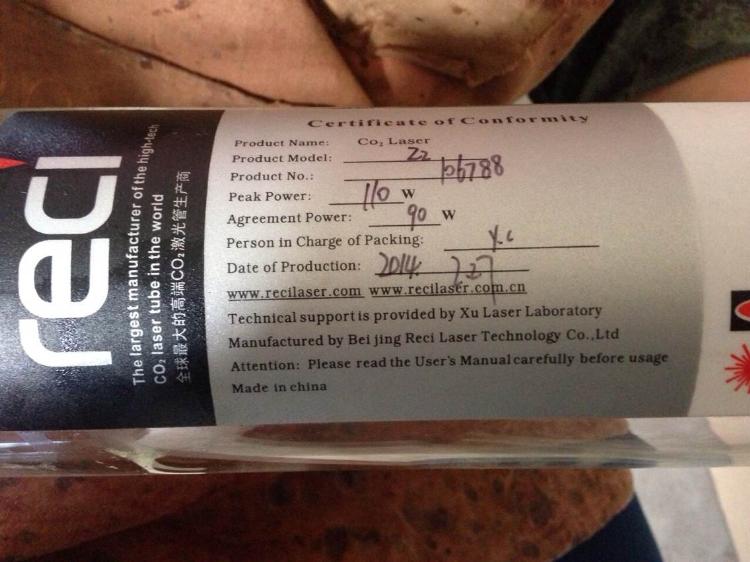 reci
The largest manufacturer of the high-tech
CO₂ laser tube in the world
全球最大的高端CO₂激光管生产商
Certificate of Conformity
Product Name: Co₂ Laser
Product Model: Z2
Product No.: 106788
Peak Power: 110 W
Agreement Power: 90 W
Person in Charge of Packing:
Date of Production: 2014. 2.27
www.recilaser.com www.recilaser.com.cn
Technical support is provided by Xu Laser Laboratory
Manufactured by Bei jing Reci Laser Technology Co.,Ltd
Attention: Please read the User's Manual carefully before usage
Made in china